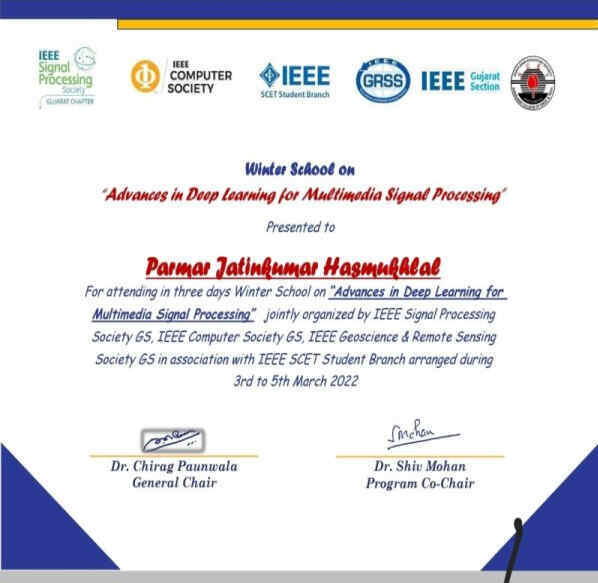 IEEE
Signal
Processing
Society
GUJARAT CHAPTER
IEEE
COMPUTER
SOCIETY
IEEE
SCET Student Branch
IEEE
GRSS
IEEE Gujarat
Section
Winter School on
"Advances in Deep Learning for Multimedia Signal Processing"
Presented to
Parmar Jatinkumar Hasmukhlal
For attending in three days Winter School on "Advances in Deep Learning for
Multimedia Signal Processing" jointly organized by IEEE Signal Processing
Society GS, IEEE Computer Society GS, IEEE Geoscience & Remote Sensing
Society GS in association with IEEE SCET Student Branch arranged during
3rd to 5th March 2022
Smohan
Dr. Chirag Paunwala
General Chair
Dr. Shiv Mohan
Program Co-Chair